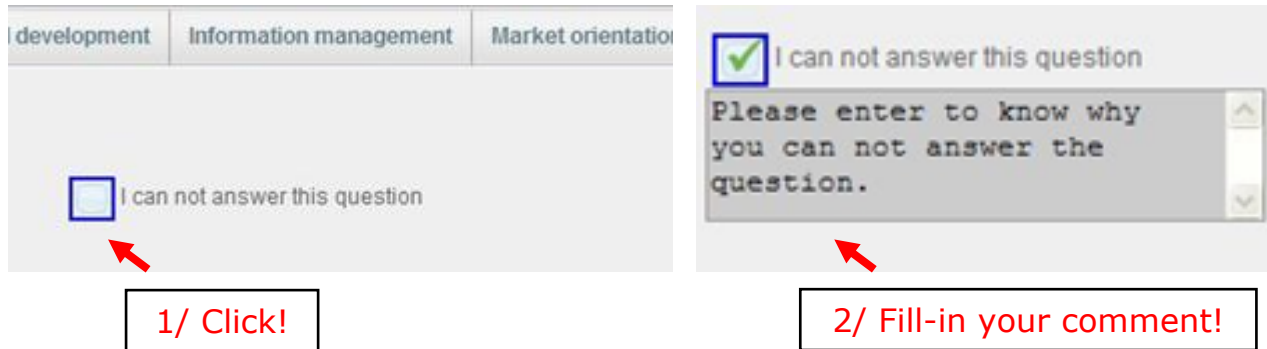 development Information management Market orientation
I can not answer this question
1/ Click!
I can not answer this question
Please enter to know why
you can not answer the
question.
2/ Fill-in your comment!